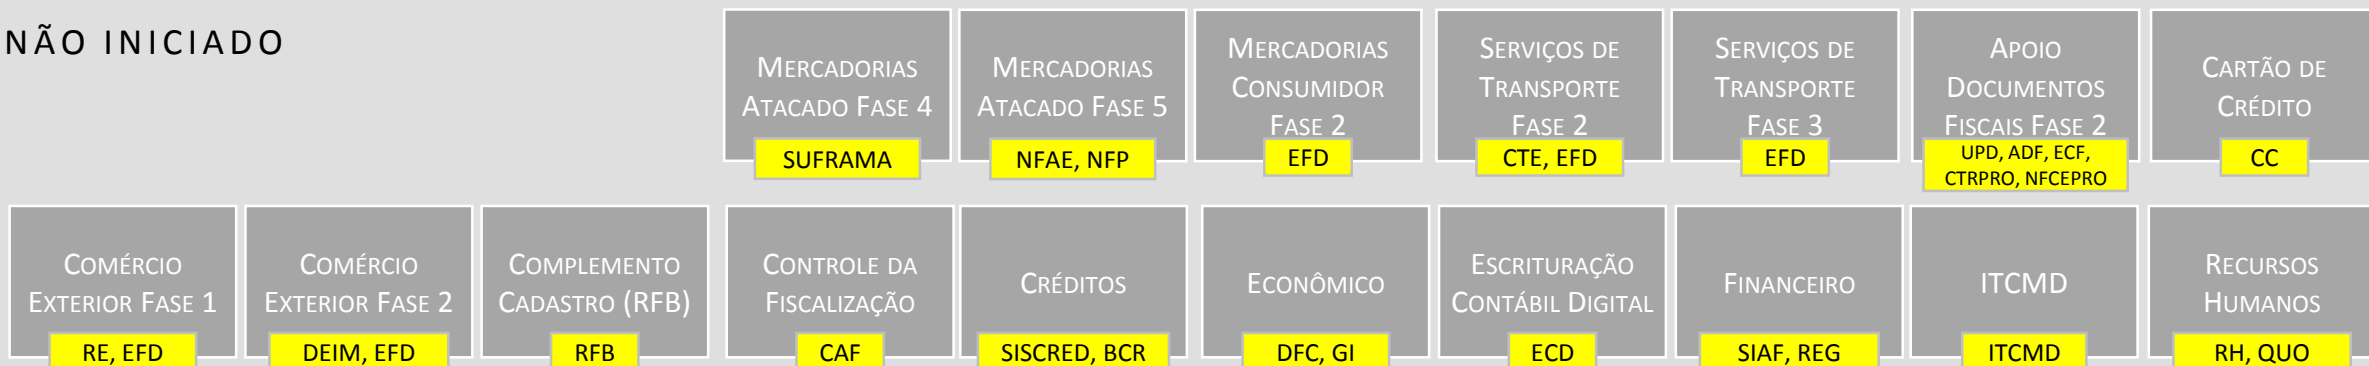 NÃO INICIADO
MERCADORIAS
ATACADO FASE 4
SUFRAMA
MERCADORIAS
ATACADO FASE 5
NFAE, NFP
MERCADORIAS
CONSUMIDOR
FASE 2
EFD
SERVIÇOS DE
TRANSPORTE
FASE 2
CTE, EFD
SERVIÇOS DE
TRANSPORTE
FASE 3
EFD
APOIO
DOCUMENTOS
FISCAIS FASE 2
UPD, ADF, ECF,
CTRPRO, NFCEPRO
CARTÃO DE
CRÉDITO
CC
COMÉRCIO
EXTERIOR FASE 1
RE, EFD
COMÉRCIO
EXTERIOR FASE 2
DEIM, EFD
COMPLEMENTO
CADASTRO (RFB)
RFB
CONTROLE DA
FISCALIZAÇÃO
CAF
CRÉDITOS
SISCRED, BCR
ECONÔMICO
DFC, GI
ESCRITURAÇÃO
CONTÁBIL DIGITAL
ECD
FINANCEIRO
SIAF, REG
ITCMD
ITCMD
RECURSOS
HUMANOS
RH, QUO